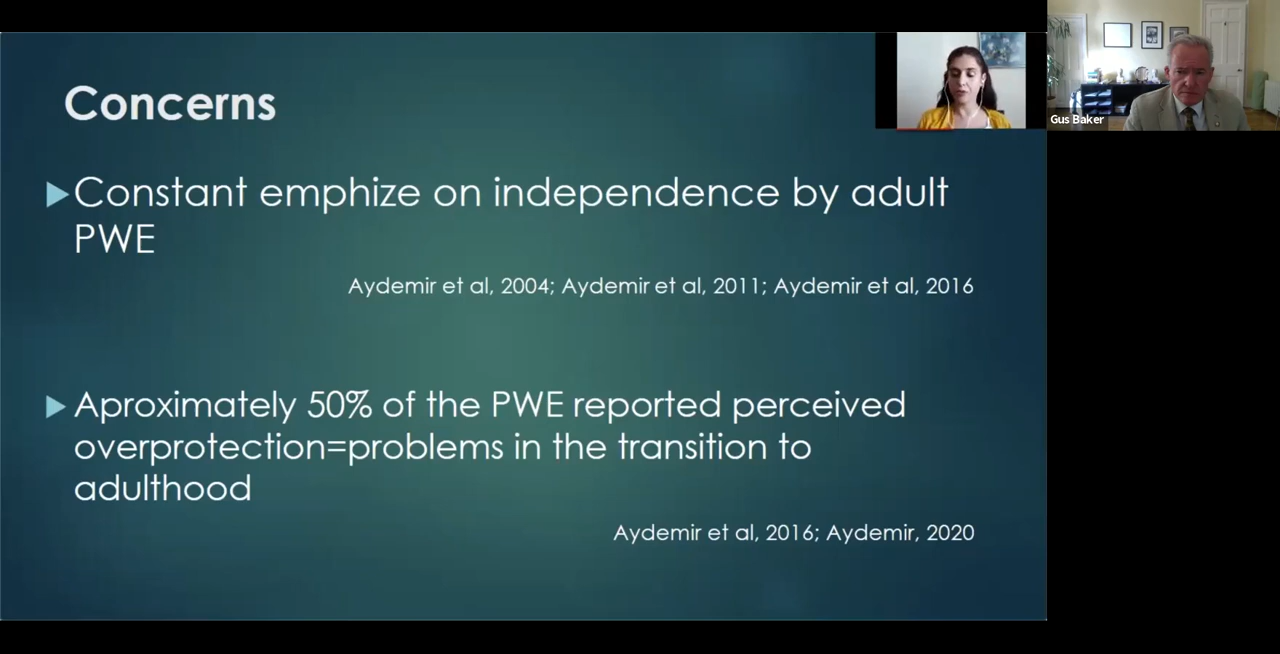 Concerns
Constant emphize on independence by adult
PWE
Aydemir et al, 2004; Aydemir et al, 2011; Aydemir et al, 2016
Aproximately 50% of the PWE reported perceived
overprotection=problems in the transition to
adulthood
Aydemir et al, 2016; Aydemir, 2020
Gus Baker